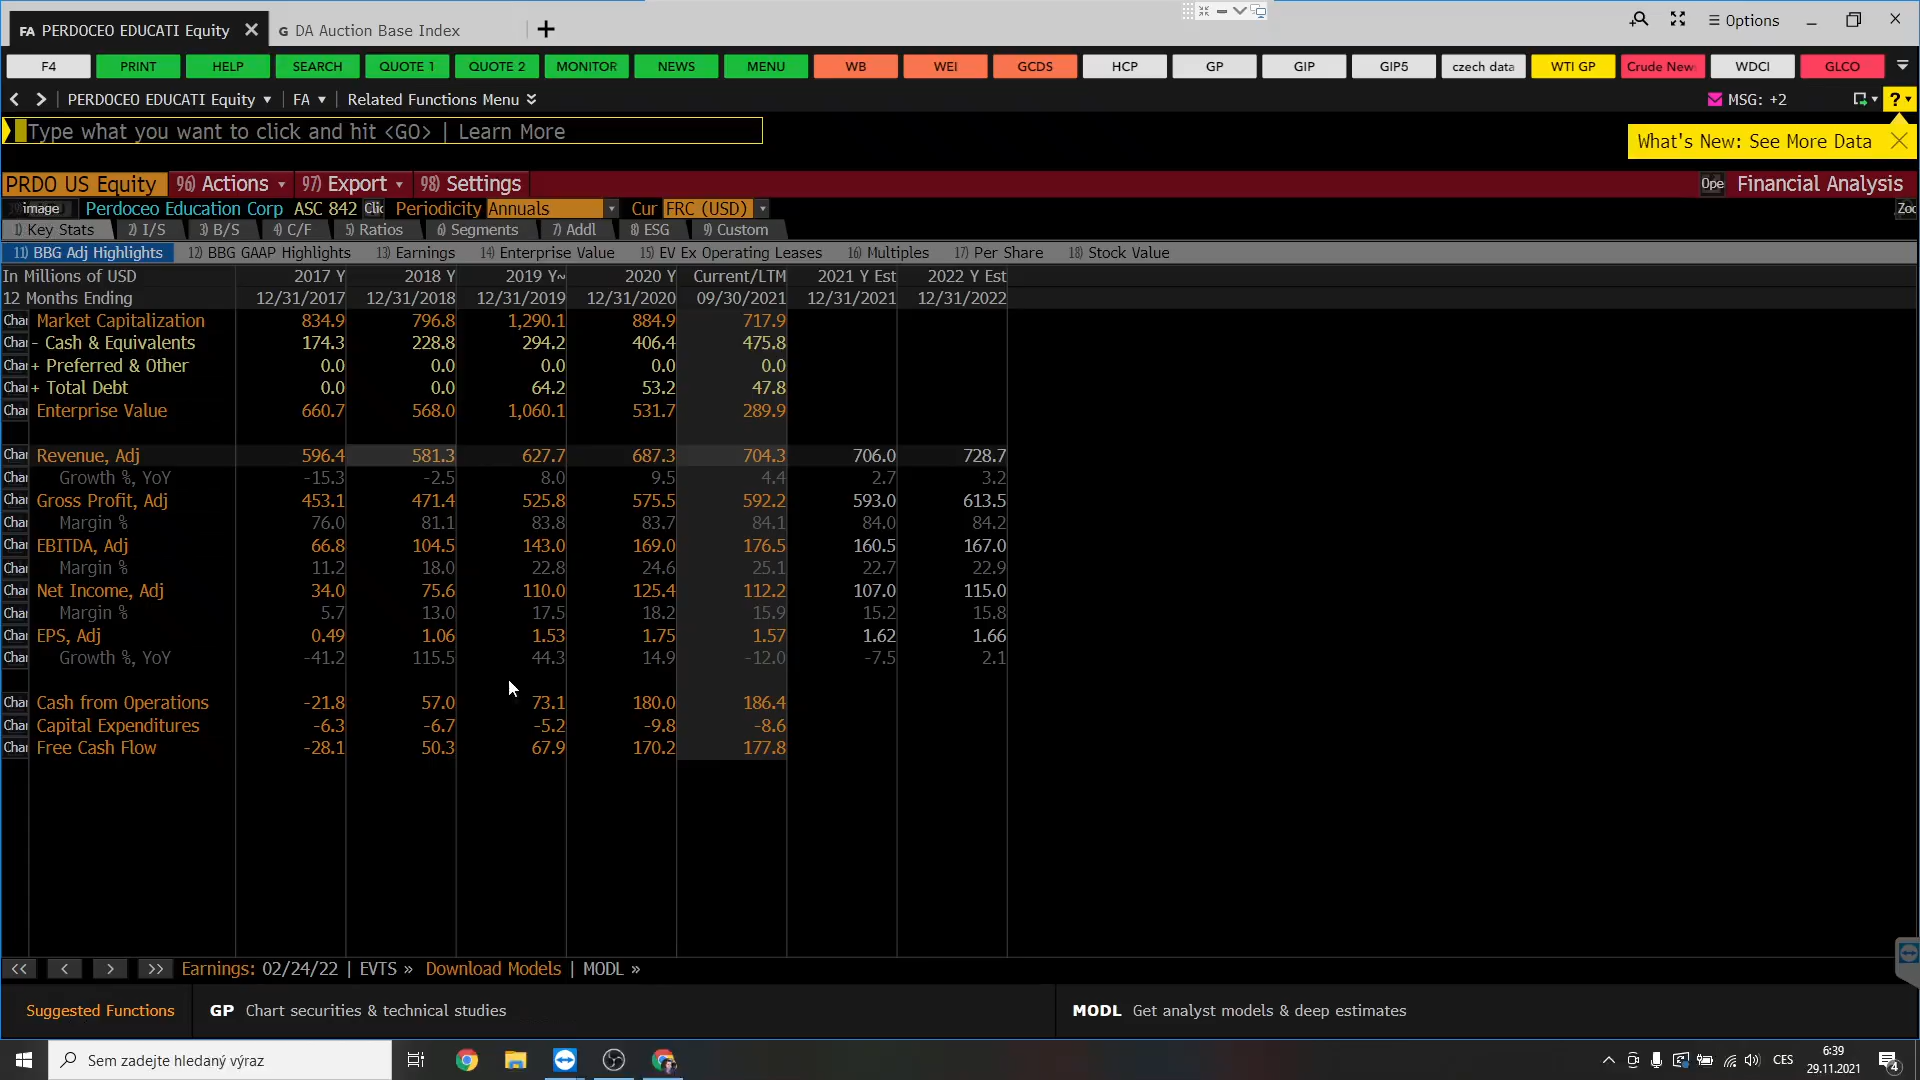 FA PERDOCEO EDUCATI Equity
G DA Auction Base Index
Options
F4 PRINT HELP SEARCH QUOTE 1 QUOTE 2 MONITOR NEWS MENU WB WEI GCDS HCP GP GIP GIP5 czech data WTI GP Crude New WDCI GLCO
PERDOCEO EDUCATI Equity FA Related Functions Menu MSG: +2 ?
Type what you want to click and hit <GO> | Learn More
What's New: See More Data
PRDO US Equity 96) Actions 97) Export 98) Settings Ope Financial Analysis
image Perdoceo Education Corp ASC 842 Clic Periodicity Annuals Cur FRC (USD) Zoo
1) Key Stats 2) I/S 3) B/S 4) C/F 5) Ratios 6) Segments 7) Addl 8) ESG 9) Custom
11) BBG Adj Highlights 12) BBG GAAP Highlights 13) Earnings 14) Enterprise Value 15) EV Ex Operating Leases 16) Multiples 17) Per Share 18) Stock Value
In Millions of USD 2017 Y 2018 Y 2019 Y~ 2020 Y Current/LTM 2021 Y Est 2022 Y Est
12 Months Ending 12/31/2017 12/31/2018 12/31/2019 12/31/2020 09/30/2021 12/31/2021 12/31/2022
Char Market Capitalization 834.9 796.8 1,290.1 884.9 717.9
Char - Cash & Equivalents 174.3 228.8 294.2 406.4 475.8
Char + Preferred & Other 0.0 0.0 0.0 0.0 0.0
Char + Total Debt 0.0 0.0 64.2 53.2 47.8
Char Enterprise Value 660.7 568.0 1,060.1 531.7 289.9
Char Revenue, Adj 596.4 581.3 627.7 687.3 704.3 706.0 728.7
Char Growth %, YoY -15.3 -2.5 8.0 9.5 4.4 2.7 3.2
Char Gross Profit, Adj 453.1 471.4 525.8 575.5 592.2 593.0 613.5
Char Margin % 76.0 81.1 83.8 83.7 84.1 84.0 84.2
Char EBITDA, Adj 66.8 104.5 143.0 169.0 176.5 160.5 167.0
Char Margin % 11.2 18.0 22.8 24.6 25.1 22.7 22.9
Char Net Income, Adj 34.0 75.6 110.0 125.4 112.2 107.0 115.0
Char Margin % 5.7 13.0 17.5 18.2 15.9 15.2 15.8
Char EPS, Adj 0.49 1.06 1.53 1.75 1.57 1.62 1.66
Char Growth %, YoY -41.2 115.5 44.3 14.9 -12.0 -7.5 2.1
Char Cash from Operations -21.8 57.0 73.1 180.0 186.4
Char Capital Expenditures -6.3 -6.7 -5.2 -9.8 -8.6
Char Free Cash Flow -28.1 50.3 67.9 170.2 177.8
<< < > >> Earnings: 02/24/22 | EVTS » Download Models | MODL »
Suggested Functions GP Chart securities & technical studies MODL Get analyst models & deep estimates
Sem zadejte hledaný výraz
CES 6:39
29.11.2021
4